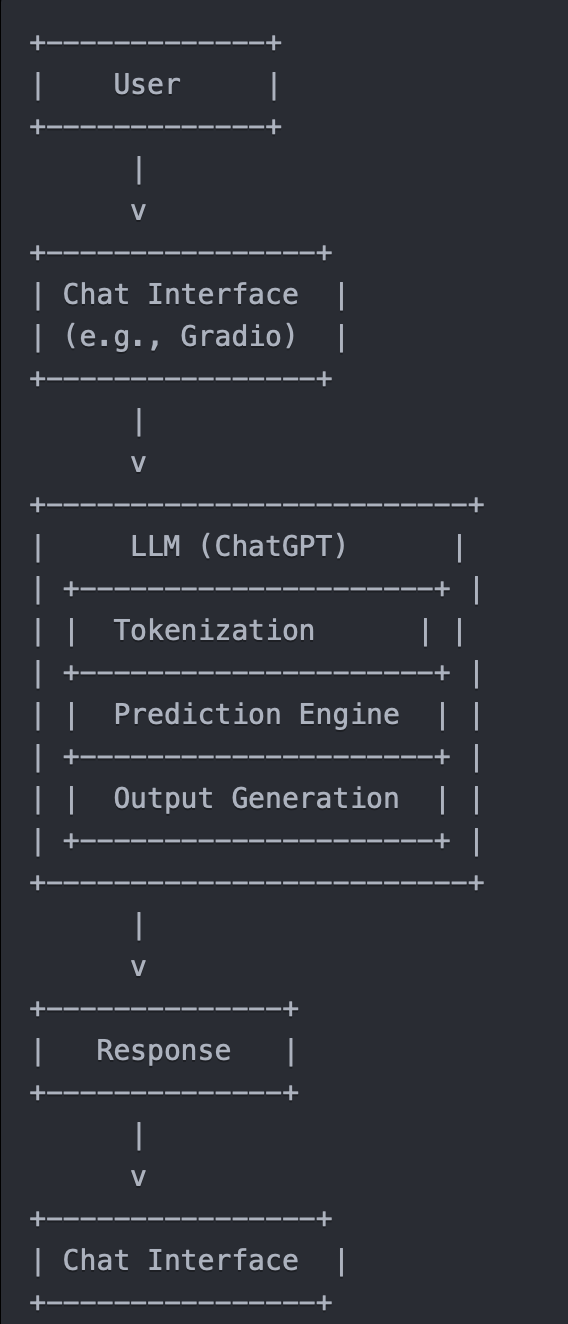 +-------------+
|    User     |
+-------------+
      |
      v
+----------------+
| Chat Interface  |
| (e.g., Gradio)  |
+----------------+
      |
      v
+-------------------------+
|     LLM (ChatGPT)      |
| +---------------------+ |
| |  Tokenization      | |
| +---------------------+ |
| |  Prediction Engine  | |
| +---------------------+ |
| |  Output Generation  | |
| +---------------------+ |
+-------------------------+
      |
      v
+--------------+
|   Response   |
+--------------+
      |
      v
+----------------+
| Chat Interface  |
+----------------+